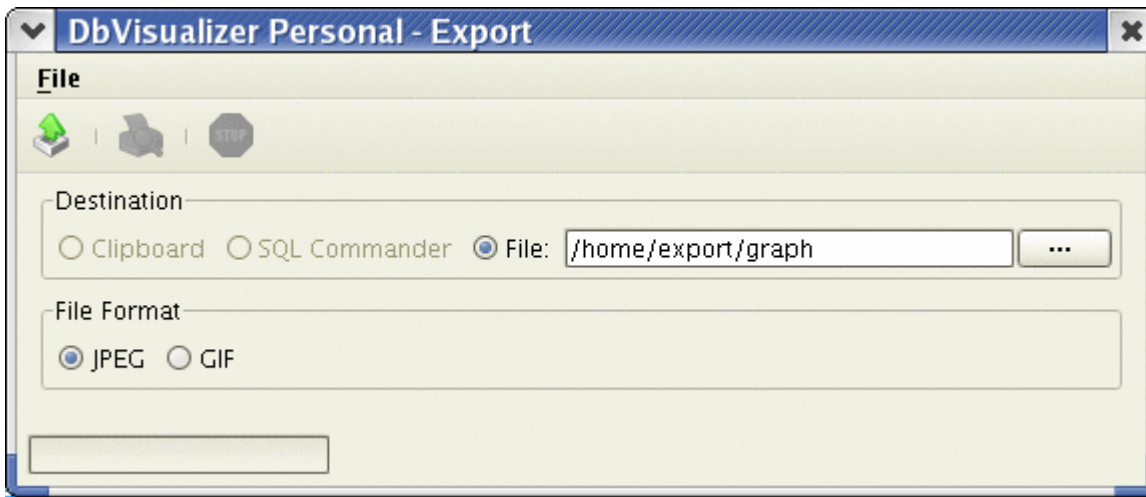 DbVisualizer Personal - Export
File
STOP
Destination
Clipboard SQL Commander File: /home/export/graph ...
File Format
JPEG GIF